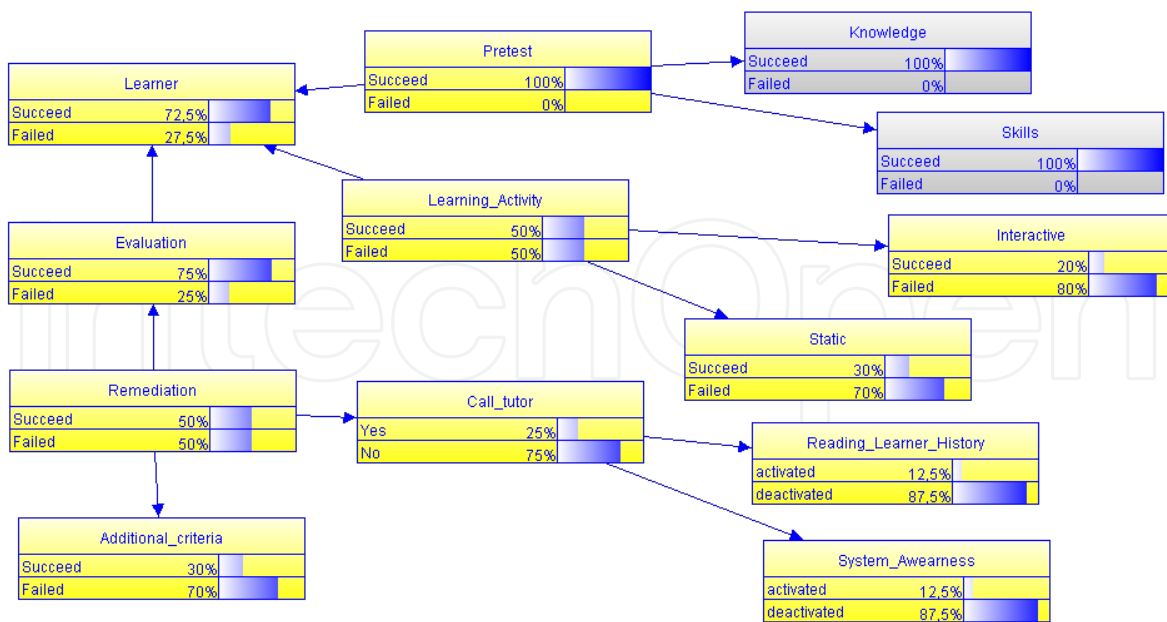 Pretest
Succeed 100%
Failed 0%
Knowledge
Succeed 100%
Failed 0%
Learner
Succeed 72,5%
Failed 27,5%
Skills
Succeed 100%
Failed 0%
Learning_Activity
Succeed 50%
Failed 50%
Evaluation
Succeed 75%
Failed 25%
Interactive
Succeed 20%
Failed 80%
Static
Succeed 30%
Failed 70%
Remediation
Succeed 50%
Failed 50%
Call_tutor
Yes 25%
No 75%
Reading_Learner_History
activated 12,5%
deactivated 87,5%
Additional_criteria
Succeed 30%
Failed 70%
System_Awearness
activated 12,5%
deactivated 87,5%
IntechOpen